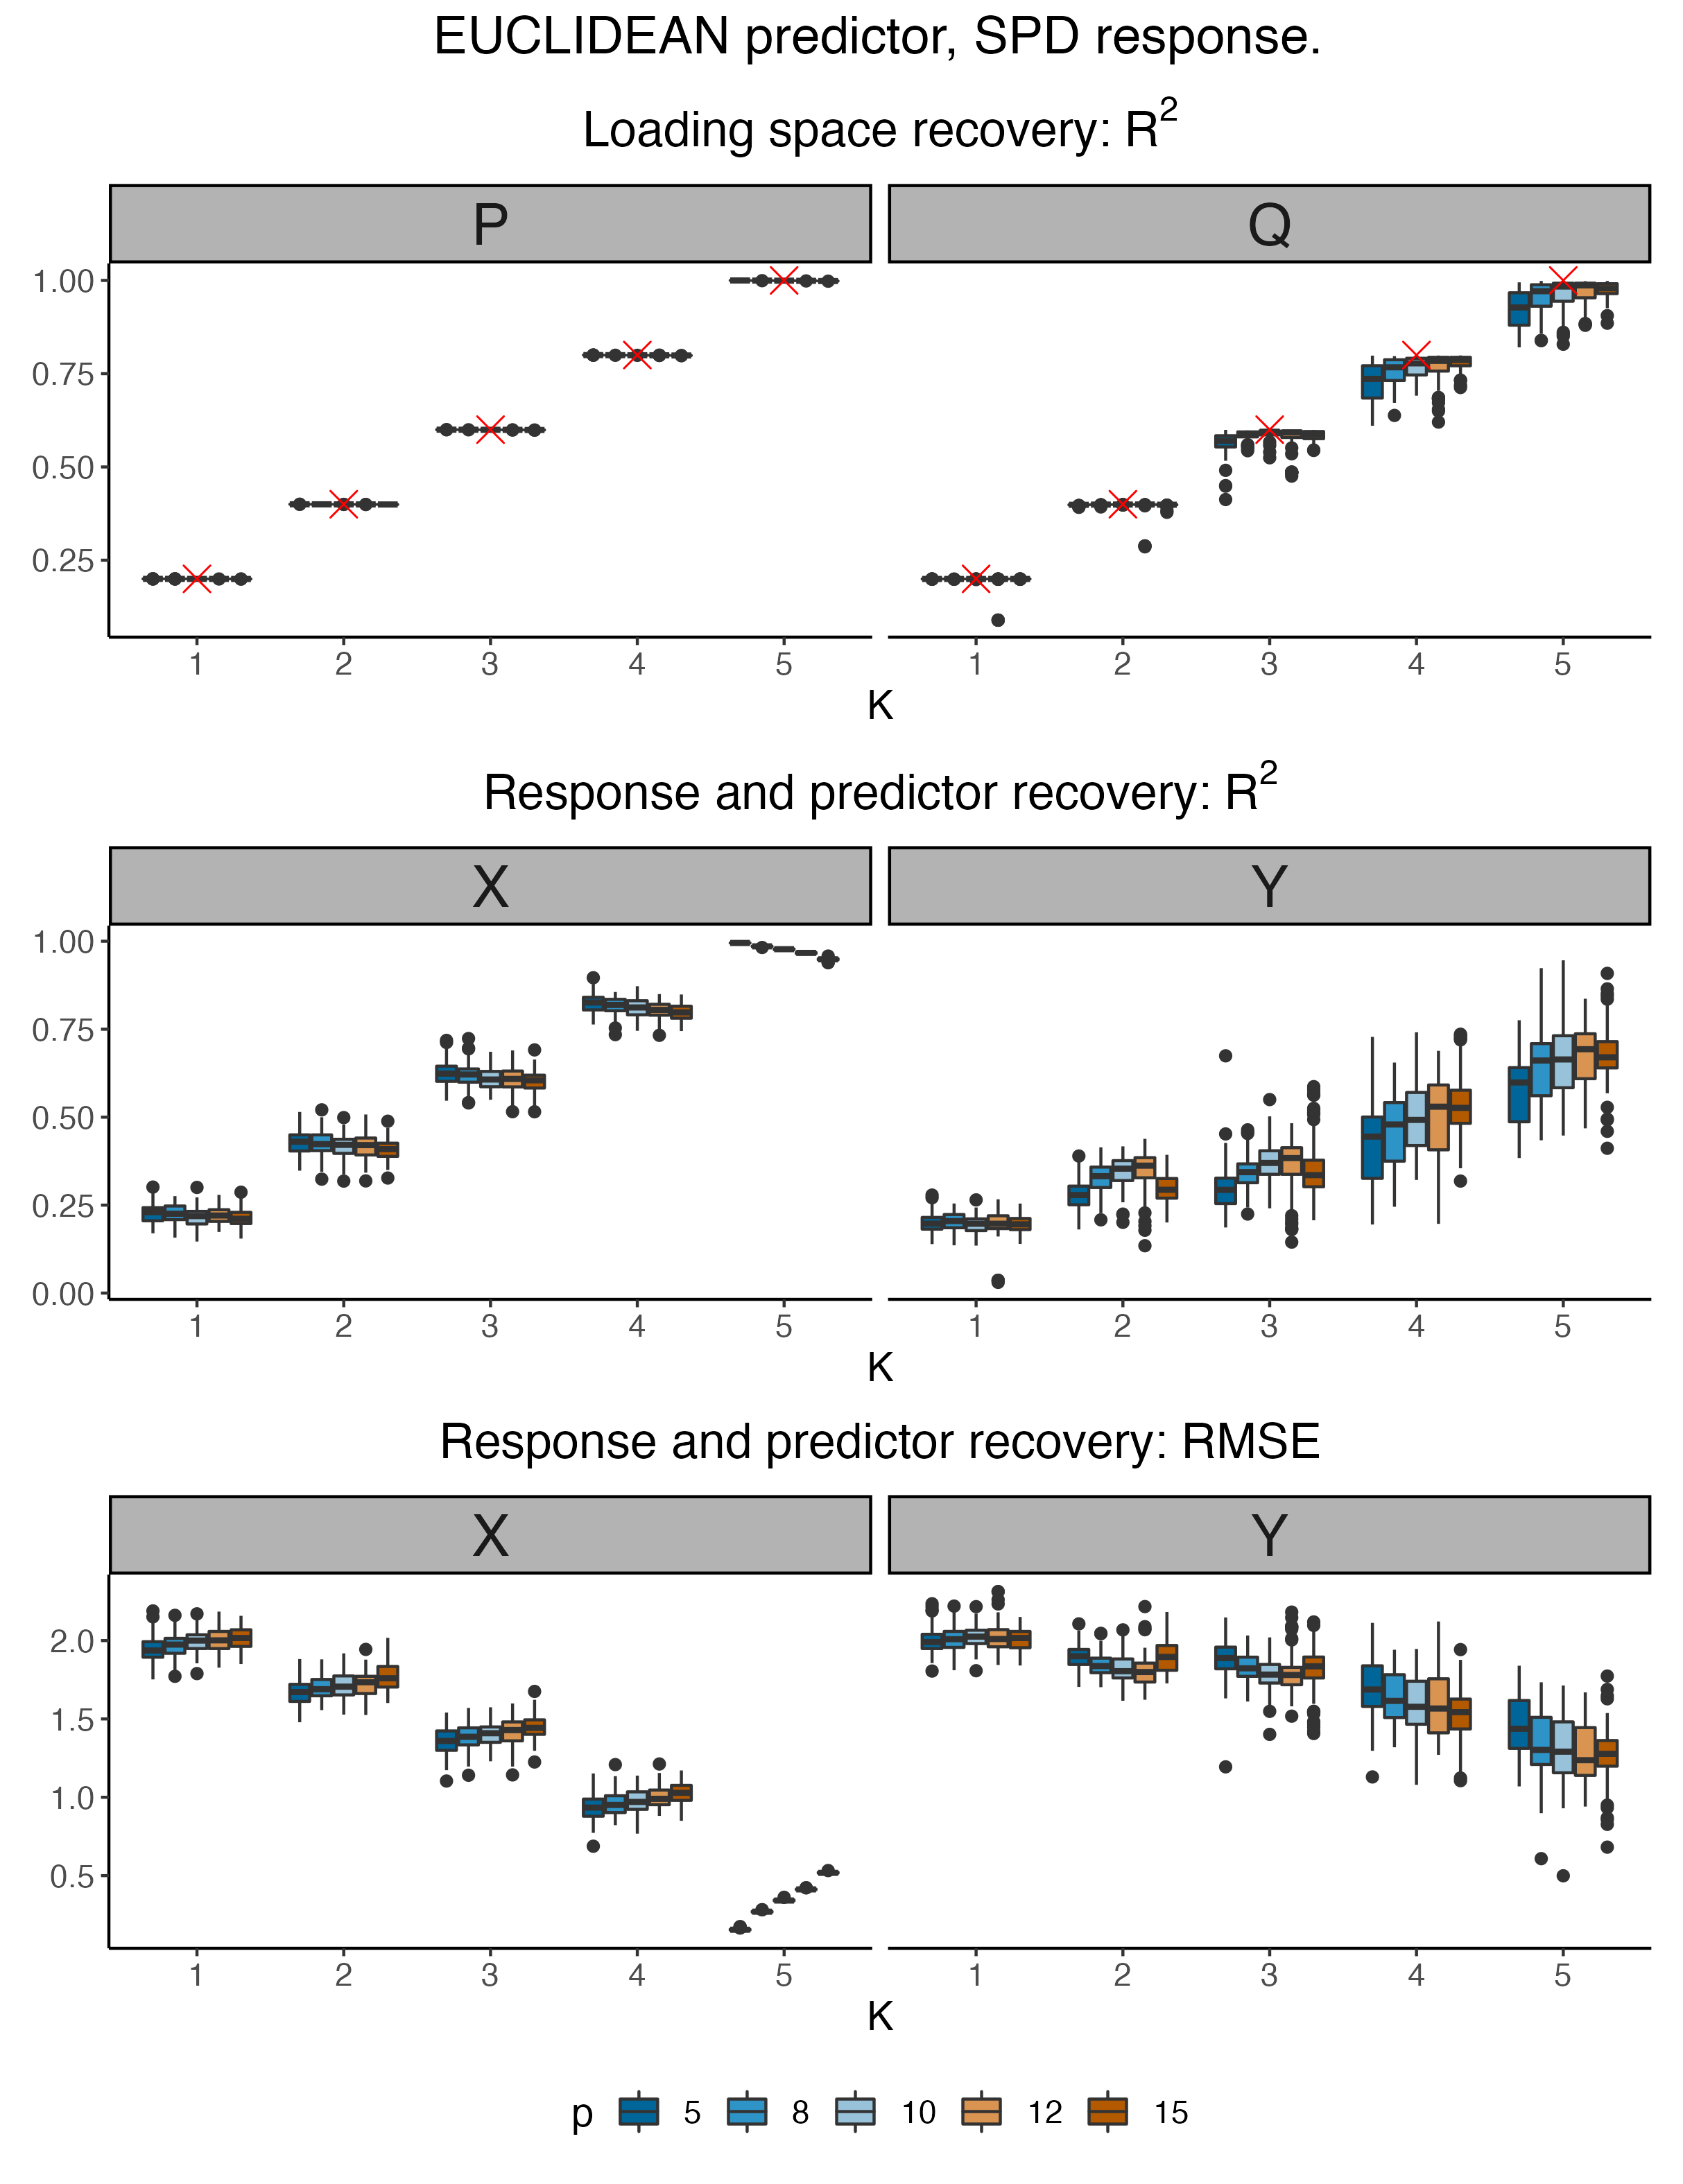 EUCLIDEAN predictor, SPD response.
Loading space recovery: R²
P Q
1.00
0.75
0.50
0.25
1 2 3 4 5 1 2 3 4 5
K
Response and predictor recovery: R²
X Y
1.00
0.75
0.50
0.25
0.00
1 2 3 4 5 1 2 3 4 5
K
Response and predictor recovery: RMSE
X Y
2.0
1.5
1.0
0.5
1 2 3 4 5 1 2 3 4 5
K
p 5 8 10 12 15